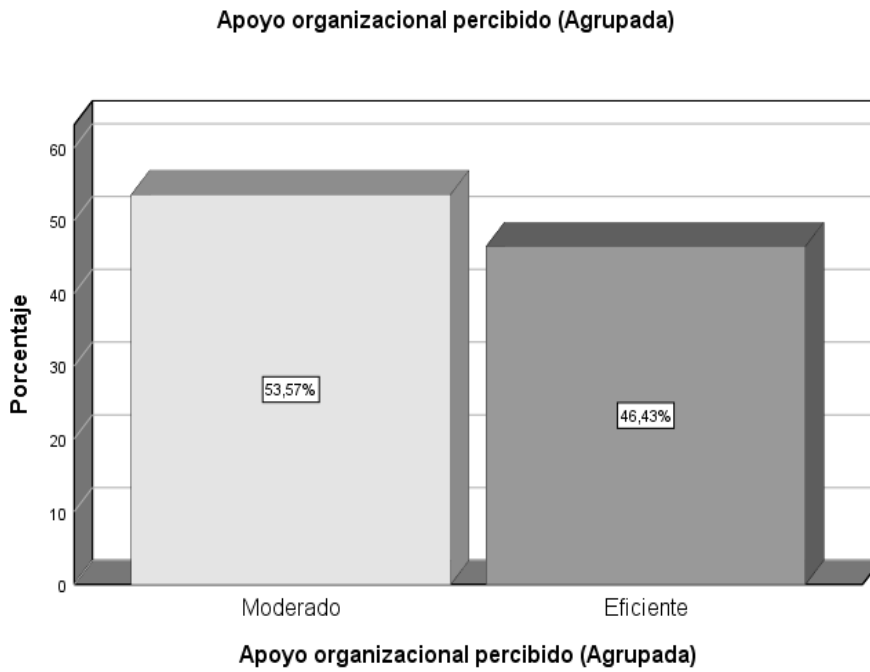 Apoyo organizacional percibido (Agrupada)
60
50
40
30
20
10
0
Porcentaje
53,57%
46,43%
Moderado
Eficiente
Apoyo organizacional percibido (Agrupada)